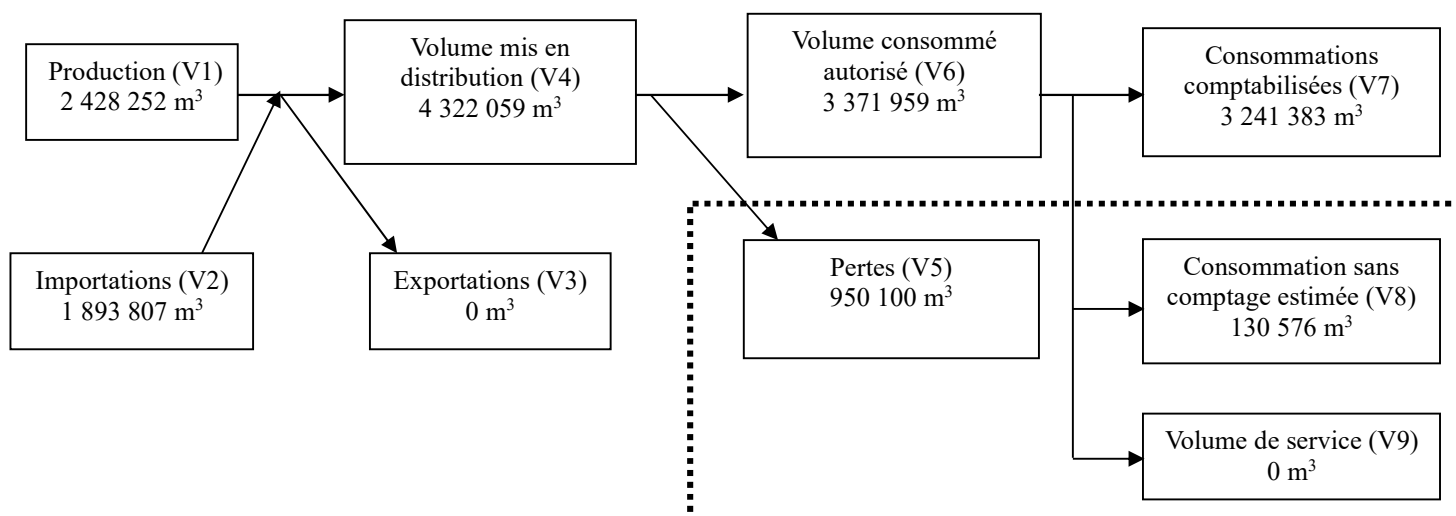 Production (V1)
2 428 252 m³
Volume mis en
distribution (V4)
4 322 059 m³
Volume consommé
autorisé (V6)
3 371 959 m³
Consommations
comptabilisées (V7)
3 241 383 m³
Importations (V2)
1 893 807 m³
Exportations (V3)
0 m³
Pertes (V5)
950 100 m³
Consommation sans
comptage estimée (V8)
130 576 m³
Volume de service (V9)
0 m³